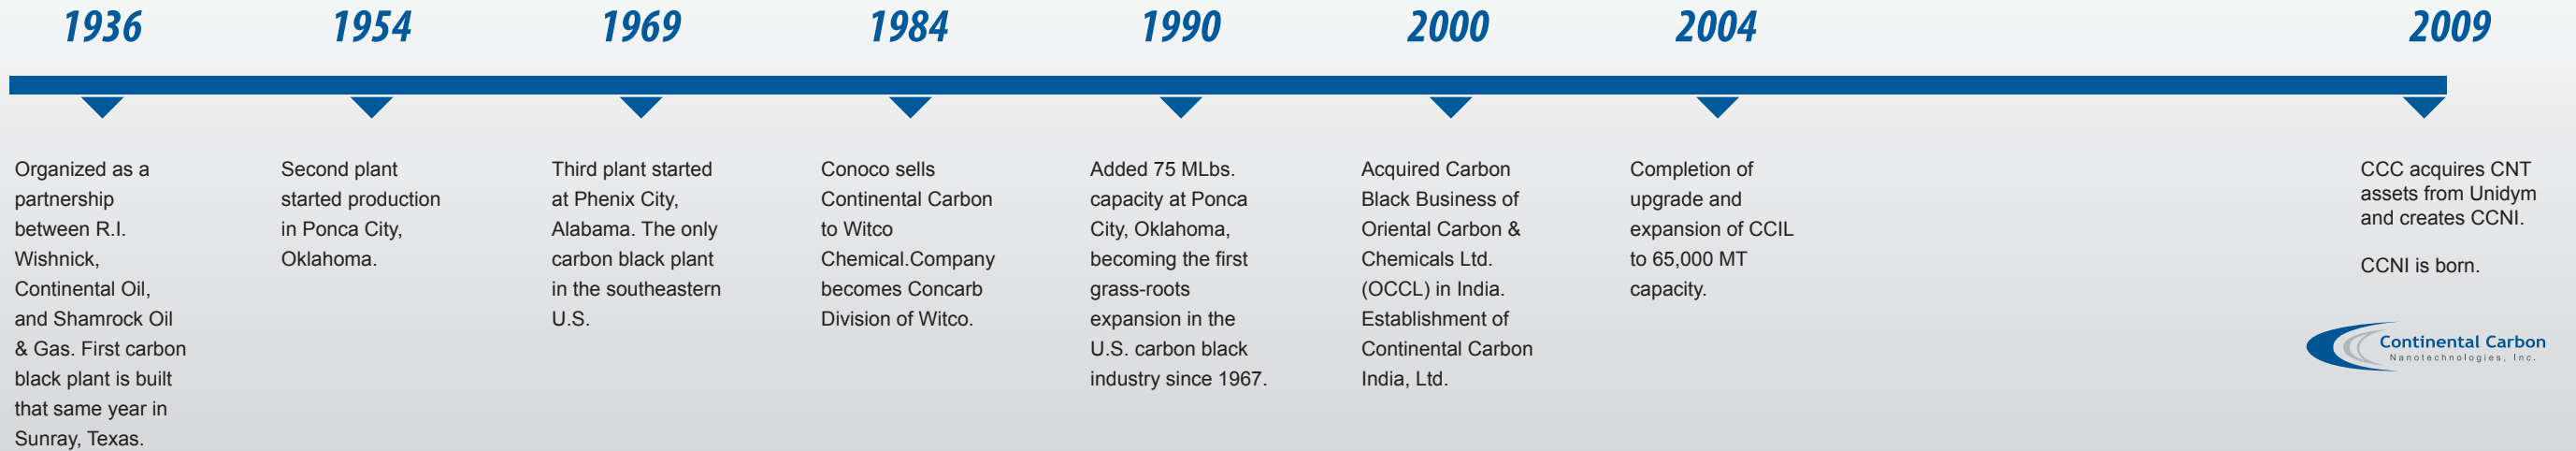 1936
Organized as a
partnership
between R.I.
Wishnick,
Continental Oil,
and Shamrock Oil
& Gas. First carbon
black plant is built
that same year in
Sunray, Texas.
1954
Second plant
started production
in Ponca City,
Oklahoma.
1969
Third plant started
at Phenix City,
Alabama. The only
carbon black plant
in the southeastern
U.S.
1984
Conoco sells
Continental Carbon
to Witco
Chemical.Company
becomes Concarb
Division of Witco.
1990
Added 75 MLbs.
capacity at Ponca
City, Oklahoma,
becoming the first
grass-roots
expansion in the
U.S. carbon black
industry since 1967.
2000
Acquired Carbon
Black Business of
Oriental Carbon &
Chemicals Ltd.
(OCCL) in India.
Establishment of
Continental Carbon
India, Ltd.
2004
Completion of
upgrade and
expansion of CCIL
to 65,000 MT
capacity.
2009
CCC acquires CNT
assets from Unidym
and creates CCNI.
CCNI is born.
Continental Carbon
Nanotechnologies, Inc.